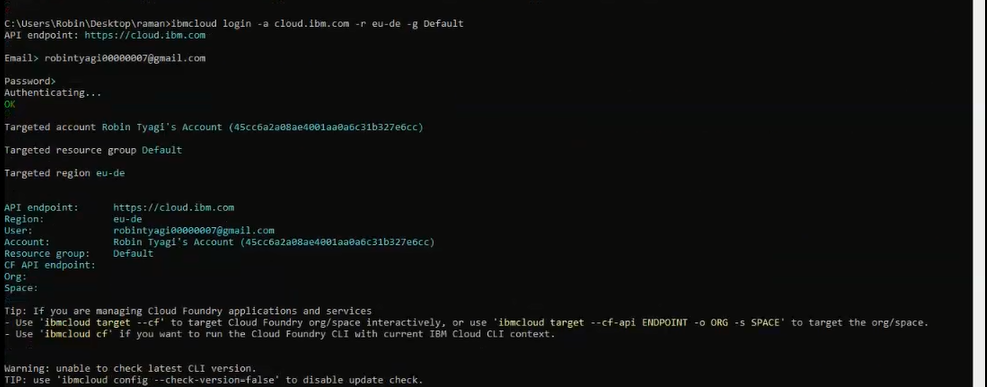 C:\Users\Robin\Desktop\raman>ibmcloud login -a cloud.ibm.com -r eu-de -g Default
API endpoint: https://cloud.ibm.com
Email> robintyagi00000007@gmail.com
Password>
Authenticating...
OK
Targeted account Robin Tyagi's Account (45cc6a2a08ae4001aa0a6c31b327e6cc)
Targeted resource group Default
Targeted region eu-de
API endpoint: https://cloud.ibm.com
Region: eu-de
User: robintyagi00000007@gmail.com
Account: Robin Tyagi's Account (45cc6a2a08ae4001aa0a6c31b327e6cc)
Resource group: Default
CF API endpoint:
Org:
Space:
Tip: If you are managing Cloud Foundry applications and services
- Use 'ibmcloud target --cf' to target Cloud Foundry org/space interactively, or use 'ibmcloud target --cf-api ENDPOINT -o ORG -s SPACE' to target the org/space.
- Use 'ibmcloud cf' if you want to run the Cloud Foundry CLI with current IBM Cloud CLI context.
Warning: unable to check latest CLI version.
TIP: use 'ibmcloud config --check-version=false' to disable update check.